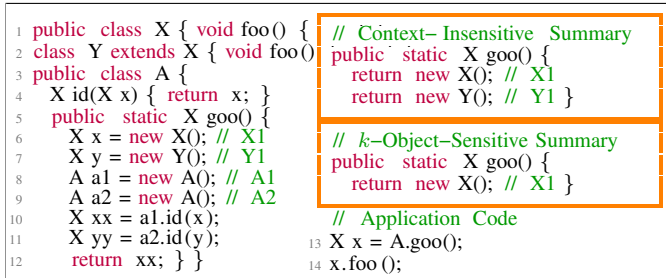 1 public class X { void foo() {
2 class Y extends X { void foo()
3 public class A {
4 X id(X x) { return x; }
5 public static X goo() {
6 X x = new X(); // X1
7 X y = new Y(); // Y1
8 A a1 = new A(); // A1
9 A a2 = new A(); // A2
10 X xx = a1.id(x);
11 X yy = a2.id(y);
12 return xx; } }
// Context-Insensitive Summary
public static X goo() {
return new X(); // X1
return new Y(); // Y1 }
// k-Object-Sensitive Summary
public static X goo() {
return new X(); // X1 }
// Application Code
13 X x = A.goo();
14 x.foo();